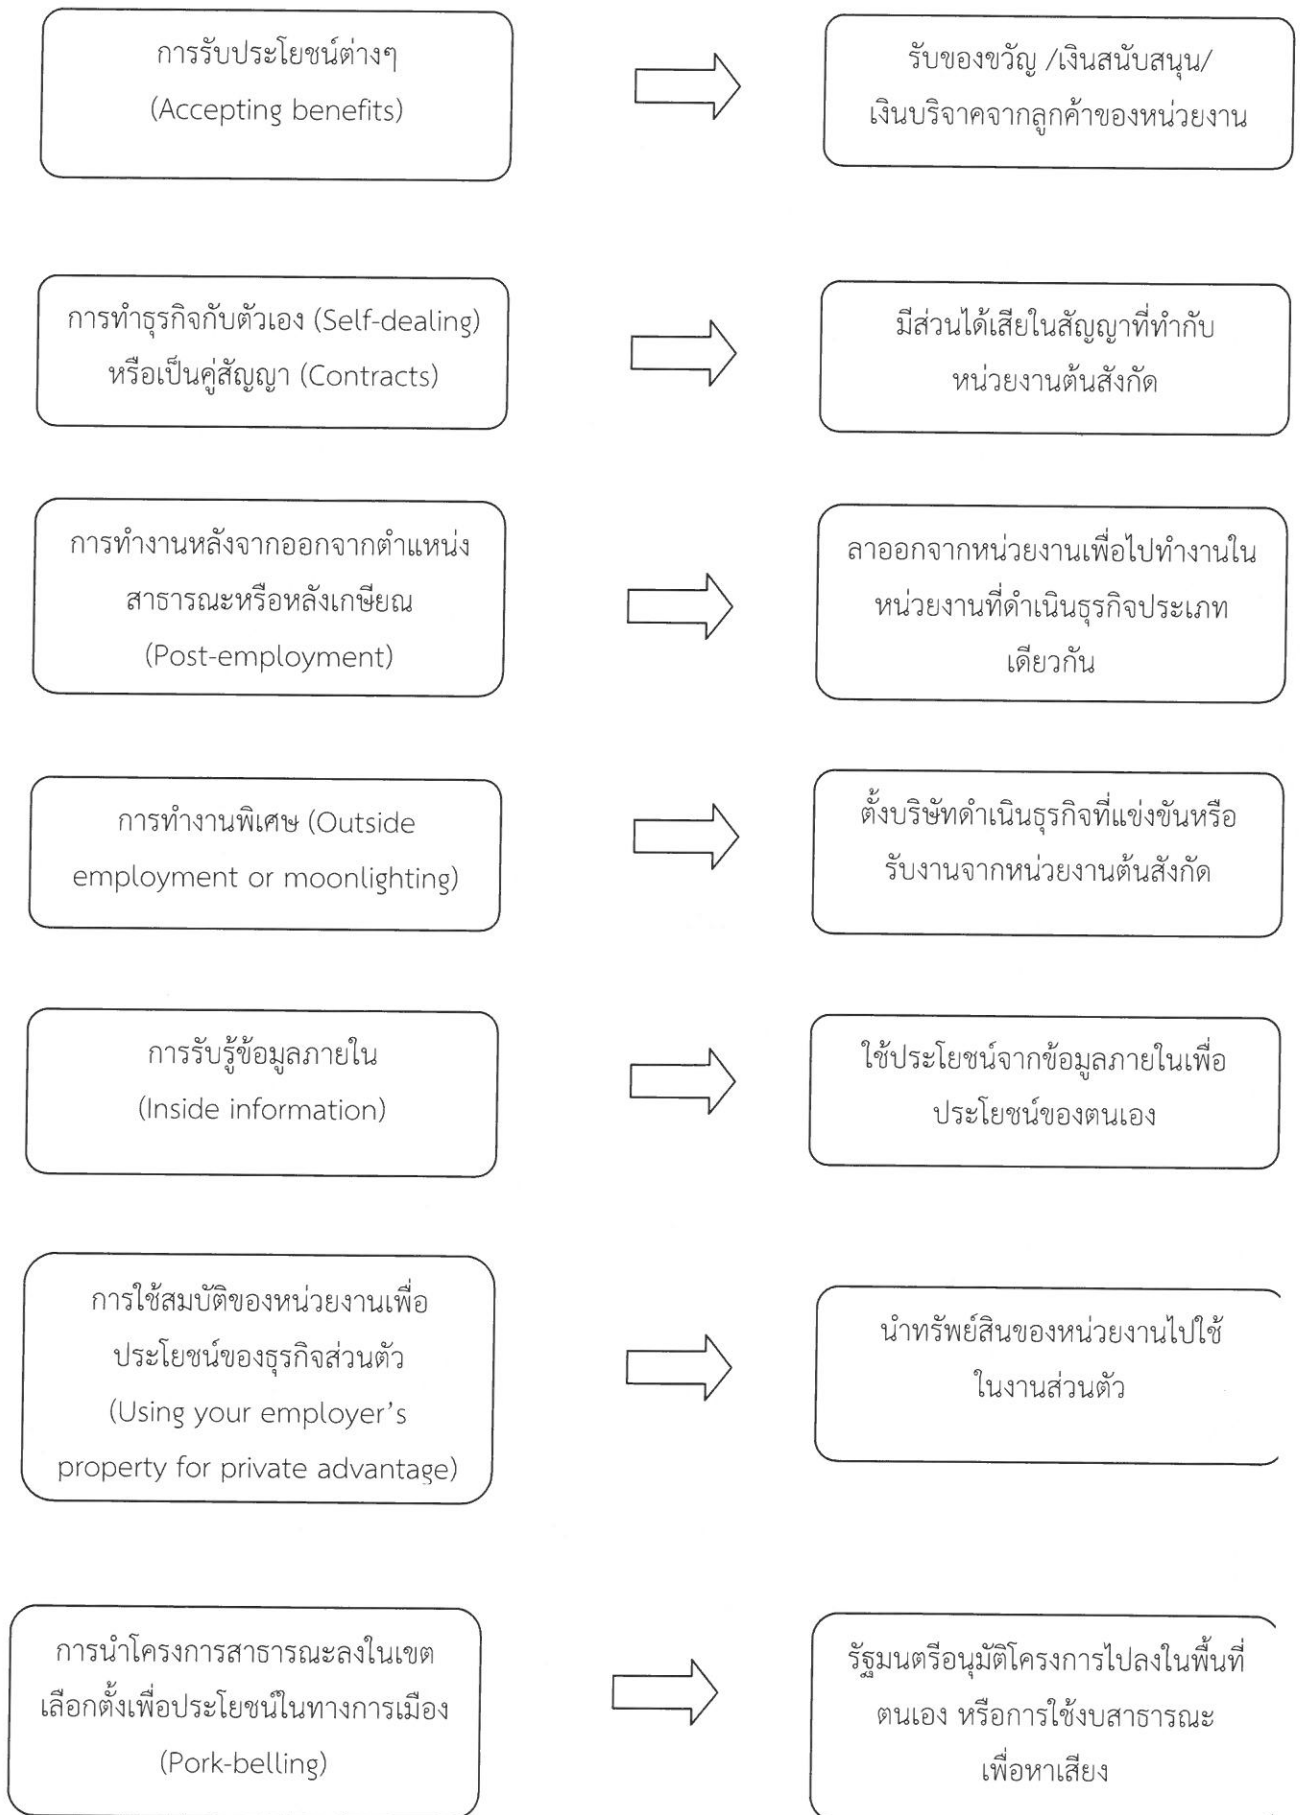 การรับประโยชน์ต่างๆ
(Accepting benefits)
รับของขวัญ /เงินสนับสนุน/
เงินบริจาคจากลูกค้าของหน่วยงาน
การทำธุรกิจกับตัวเอง (Self-dealing)
หรือเป็นคู่สัญญา (Contracts)
มีส่วนได้เสียในสัญญาที่ทำกับ
หน่วยงานต้นสังกัด
การทำงานหลังจากออกจากตำแหน่ง
สาธารณะหรือหลังเกษียณ
(Post-employment)
ลาออกจากหน่วยงานเพื่อไปทำงานใน
หน่วยงานที่ดำเนินธุรกิจประเภท
เดียวกัน
การทำงานพิเศษ (Outside
employment or moonlighting)
ตั้งบริษัทดำเนินธุรกิจที่แข่งขันหรือ
รับงานจากหน่วยงานต้นสังกัด
การรับรู้ข้อมูลภายใน
(Inside information)
ใช้ประโยชน์จากข้อมูลภายในเพื่อ
ประโยชน์ของตนเอง
การใช้สมบัติของหน่วยงานเพื่อ
ประโยชน์ของธุรกิจส่วนตัว
(Using your employer's
property for private advantage)
นำทรัพย์สินของหน่วยงานไปใช้
ในงานส่วนตัว
การนำโครงการสาธารณะลงในเขต
เลือกตั้งเพื่อประโยชน์ในทางการเมือง
(Pork-belling)
รัฐมนตรีอนุมัติโครงการไปลงในพื้นที่
ตนเอง หรือการใช้งบสาธารณะ
เพื่อหาเสียง